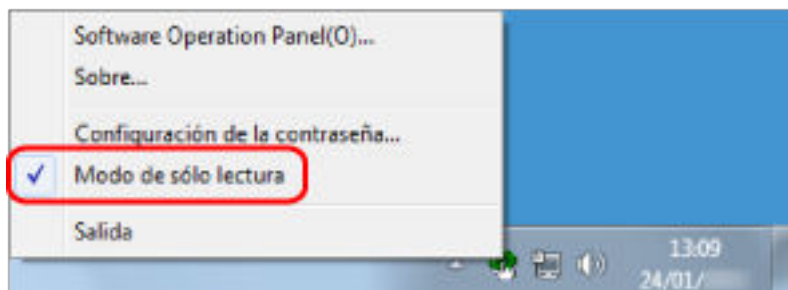 Software Operation Panel(O)...
Sobre...
Configuración de la contraseña...
Modo de sólo lectura
Salida
13:09
24/01/